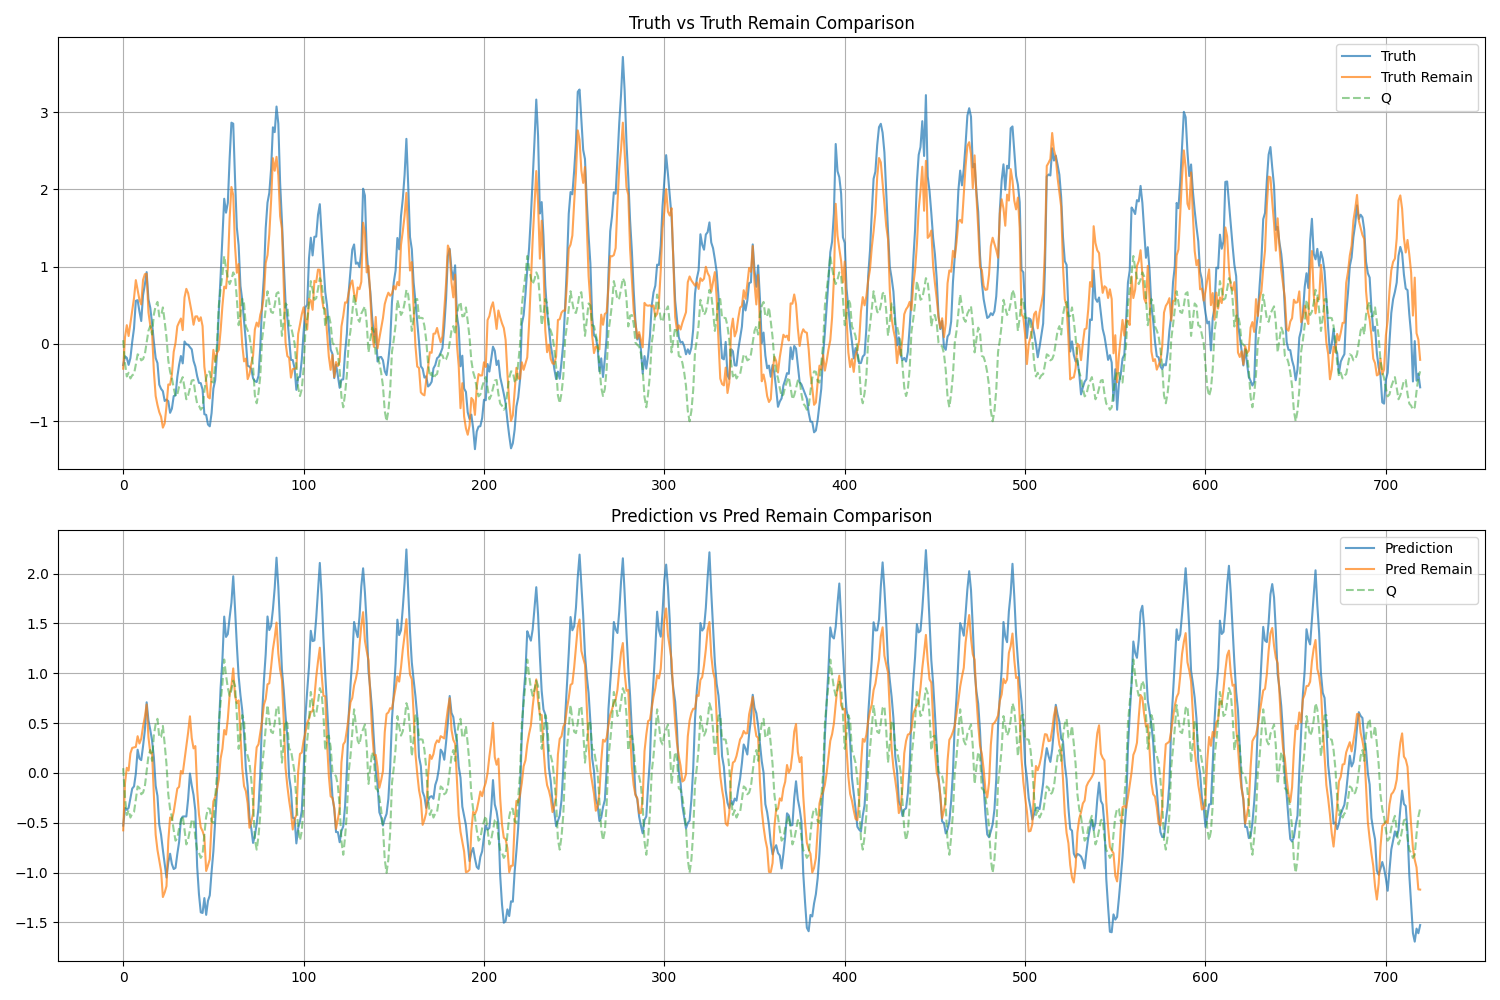 Truth vs Truth Remain Comparison
Truth
Truth Remain
Q
3
2
1
0
−1
0 100 200 300 400 500 600 700
Prediction vs Pred Remain Comparison
Prediction
Pred Remain
Q
2.0
1.5
1.0
0.5
0.0
−0.5
−1.0
−1.5
0 100 200 300 400 500 600 700